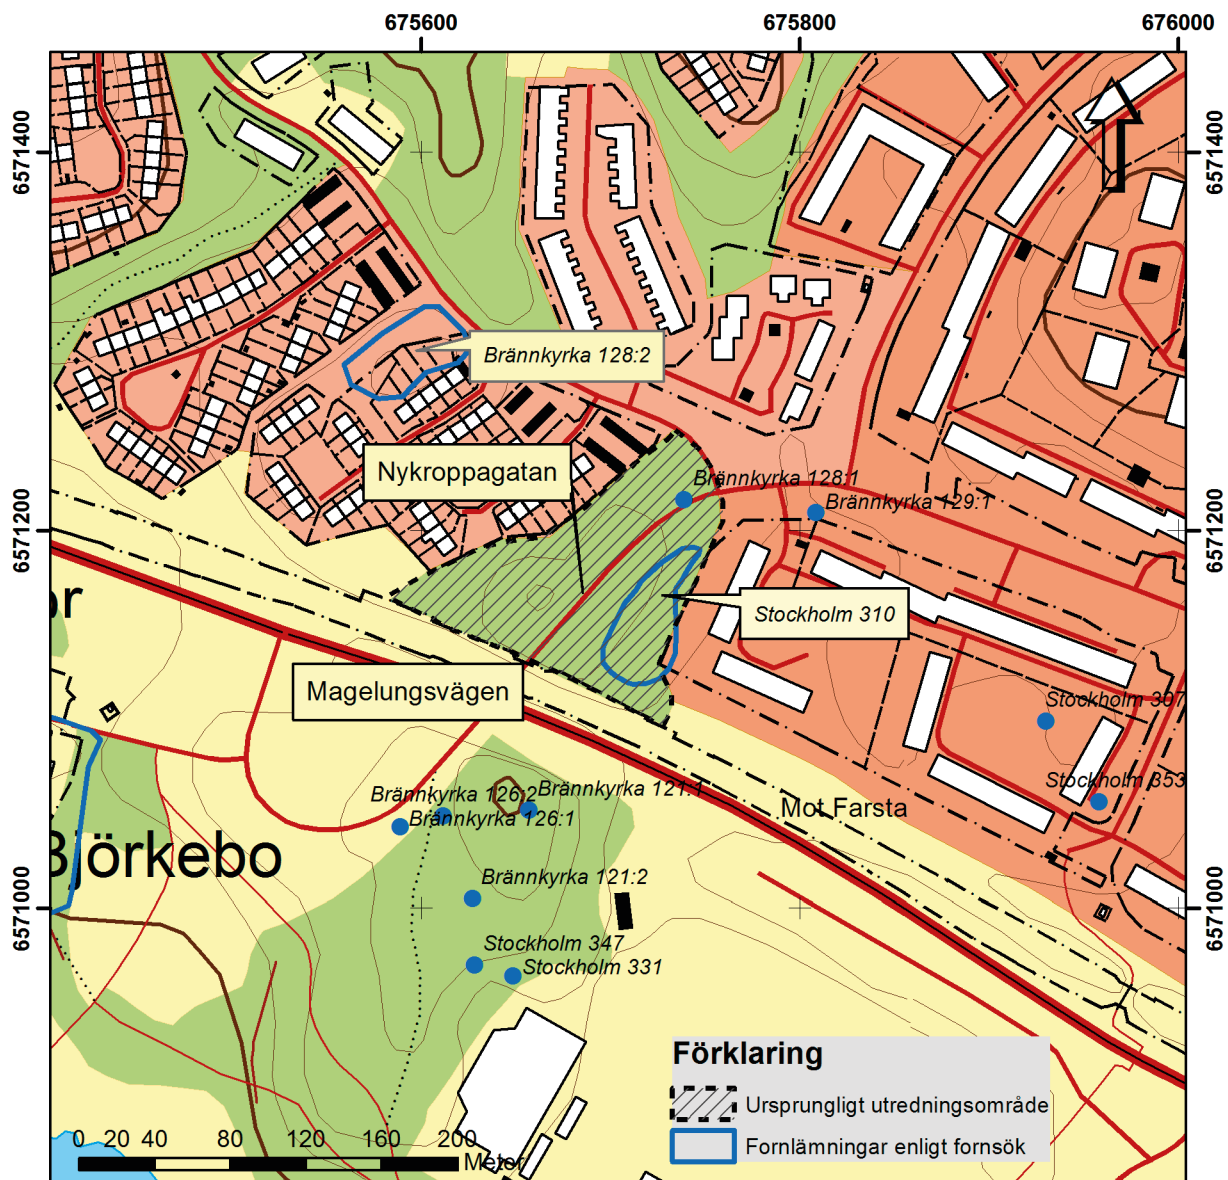 675600
675800
676000
6571400
6571400
Brännkyrka 128:2
Nykroppagatan
Brännkyrka 128:1
Brännkyrka 129:1
6571200
6571200
Stockholm 310
Magelungsvägen
Stockholm 307
Stockholm 353
Brännkyrka 126:2
Brännkyrka 121:1
Brännkyrka 126:1
Mot Farsta
Björkebo
Brännkyrka 121:2
6571000
6571000
Stockholm 347
Stockholm 331
Förklaring
Ursprungligt utredningsområde
Fornlämningar enligt fornsök
0 20 40 80 120 160 200
Meter